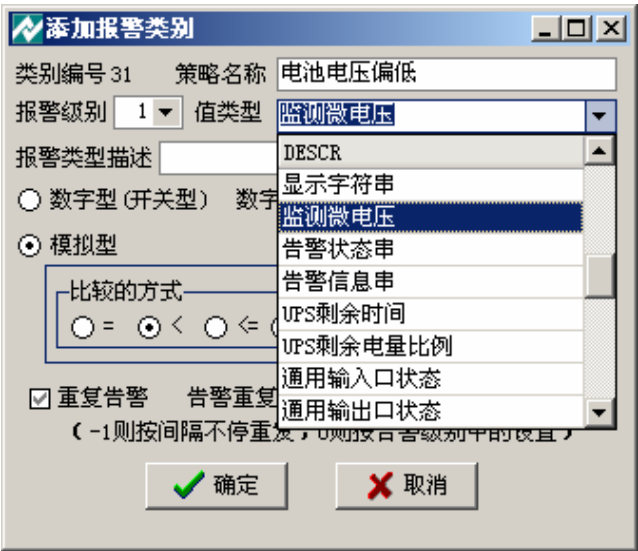 添加报警类别
类别编号 31 策略名称 电池电压偏低
报警级别 1 值类型 监测微电压
报警类型描述
DESCR
显示字符串
监测微电压
告警状态串
告警信息串
UPS剩余时间
UPS剩余电量比例
通用输入口状态
通用输出口状态
数字型(开关型) 数字
模拟型
比较的方式
= < <=
重复告警 告警重复
(-1则按间隔不停重发,0则按告警级别中的设置)
确定 取消